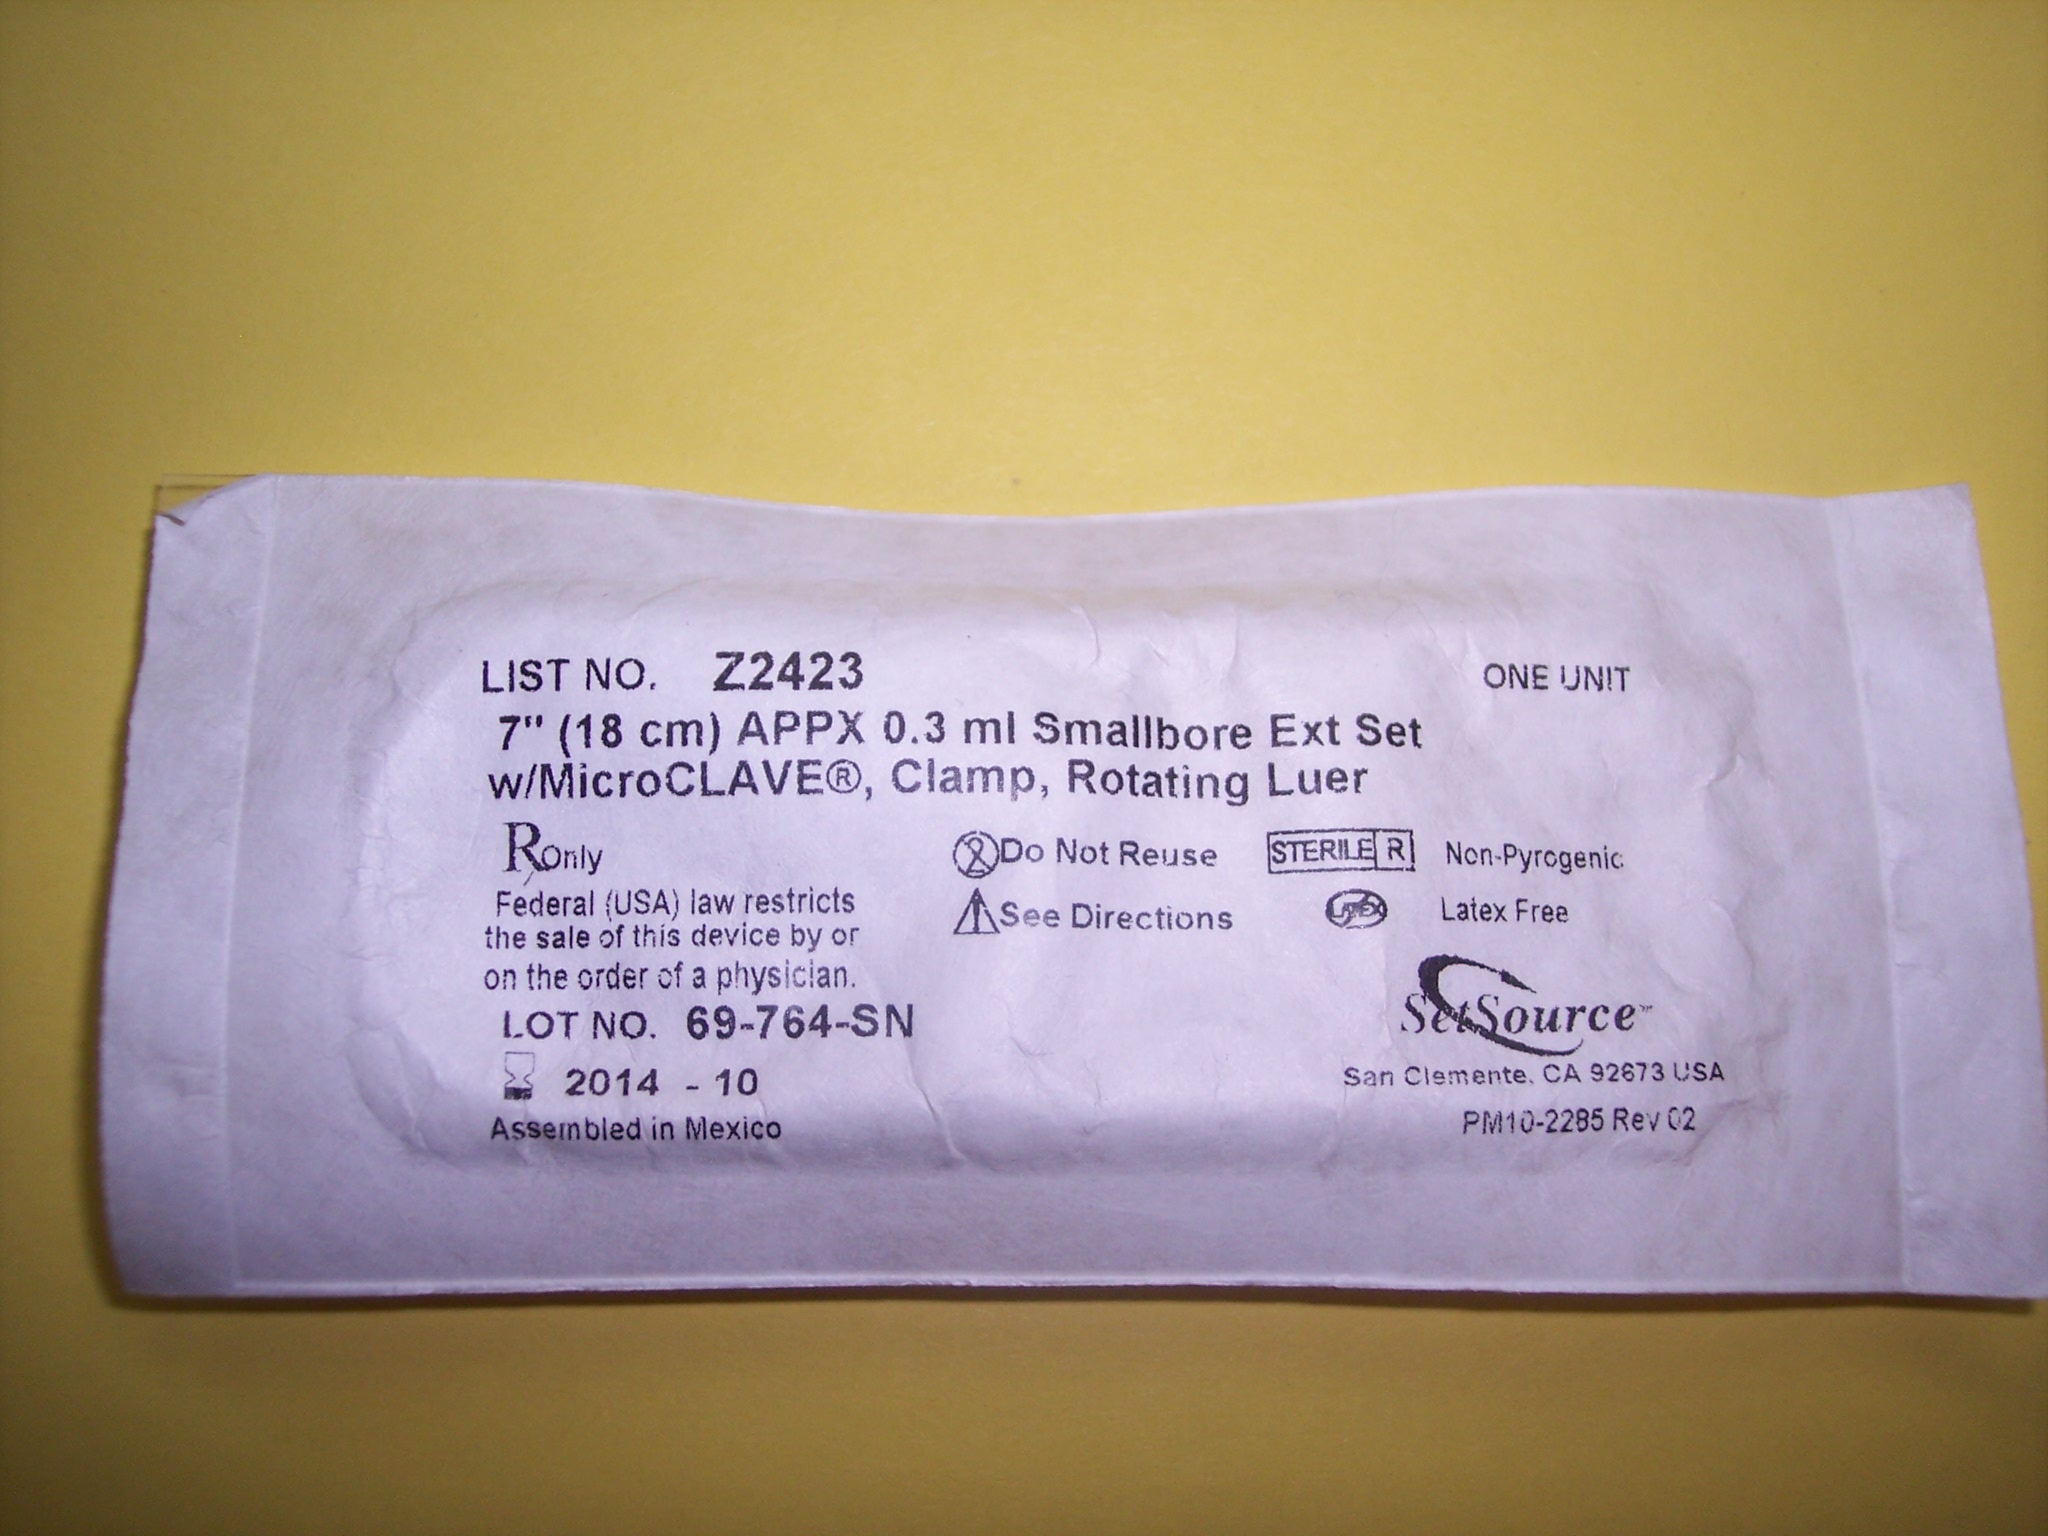 LIST NO. Z2423 ONE UNIT
7" (18 cm) APPX 0.3 ml Smallbore Ext Set
w/MicroCLAVE®, Clamp, Rotating Luer
R Only
Do Not Reuse STERILE R Non-Pyrogenic
Federal (USA) law restricts
the sale of this device by or
on the order of a physician.
See Directions LATEX Latex Free
LOT NO. 69-764-SN
SetSource™
2014 - 10
San Clemente, CA 92673 USA
Assembled in Mexico
PM10-2285 Rev 02